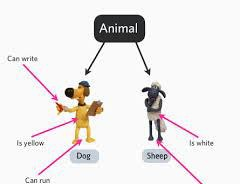 Animal
Can write
Is yellow
Is white
Dog
Sheep
Can run